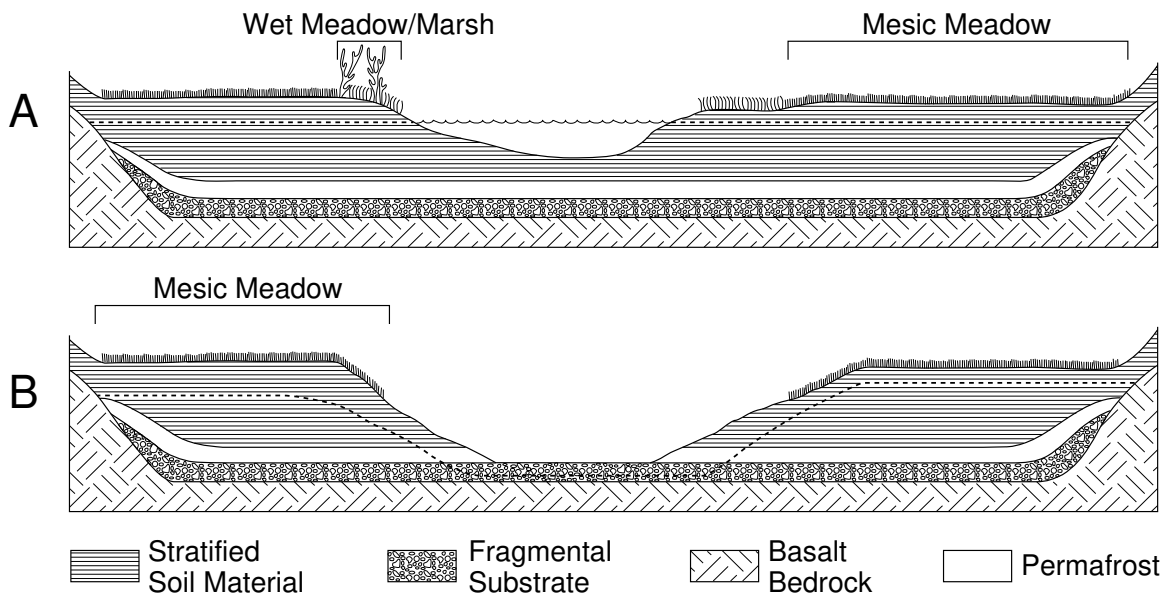 Wet Meadow/Marsh
Mesic Meadow
A
Mesic Meadow
B
Stratified
Soil Material
Fragmental
Substrate
Basalt
Bedrock
Permafrost